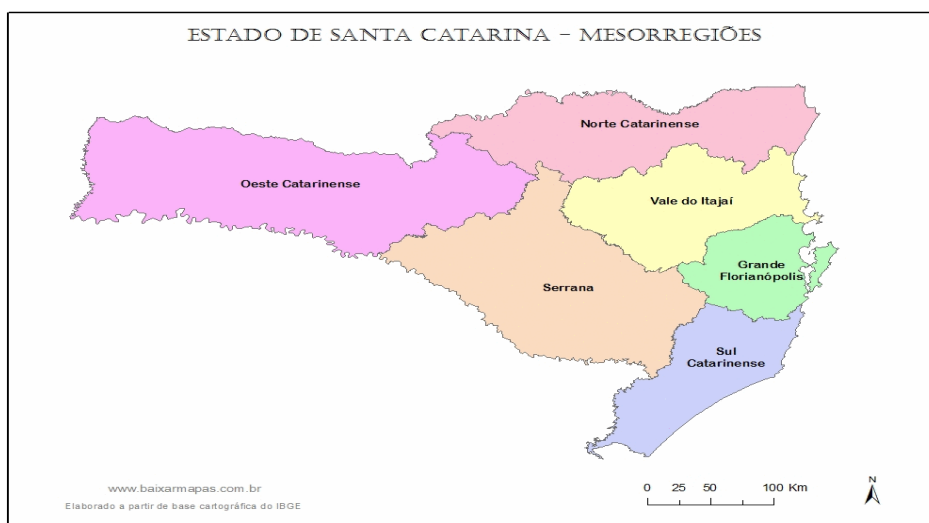 ESTADO DE SANTA CATARINA – MESORREGIÕES
Norte Catarinense
Oeste Catarinense
Vale do Itajaí
Grande
Florianópolis
Serrana
Sul
Catarinense
www.baixarmapas.com.br
Elaborado a partir de base cartográfica do IBGE
0 25 50 100 Km
N